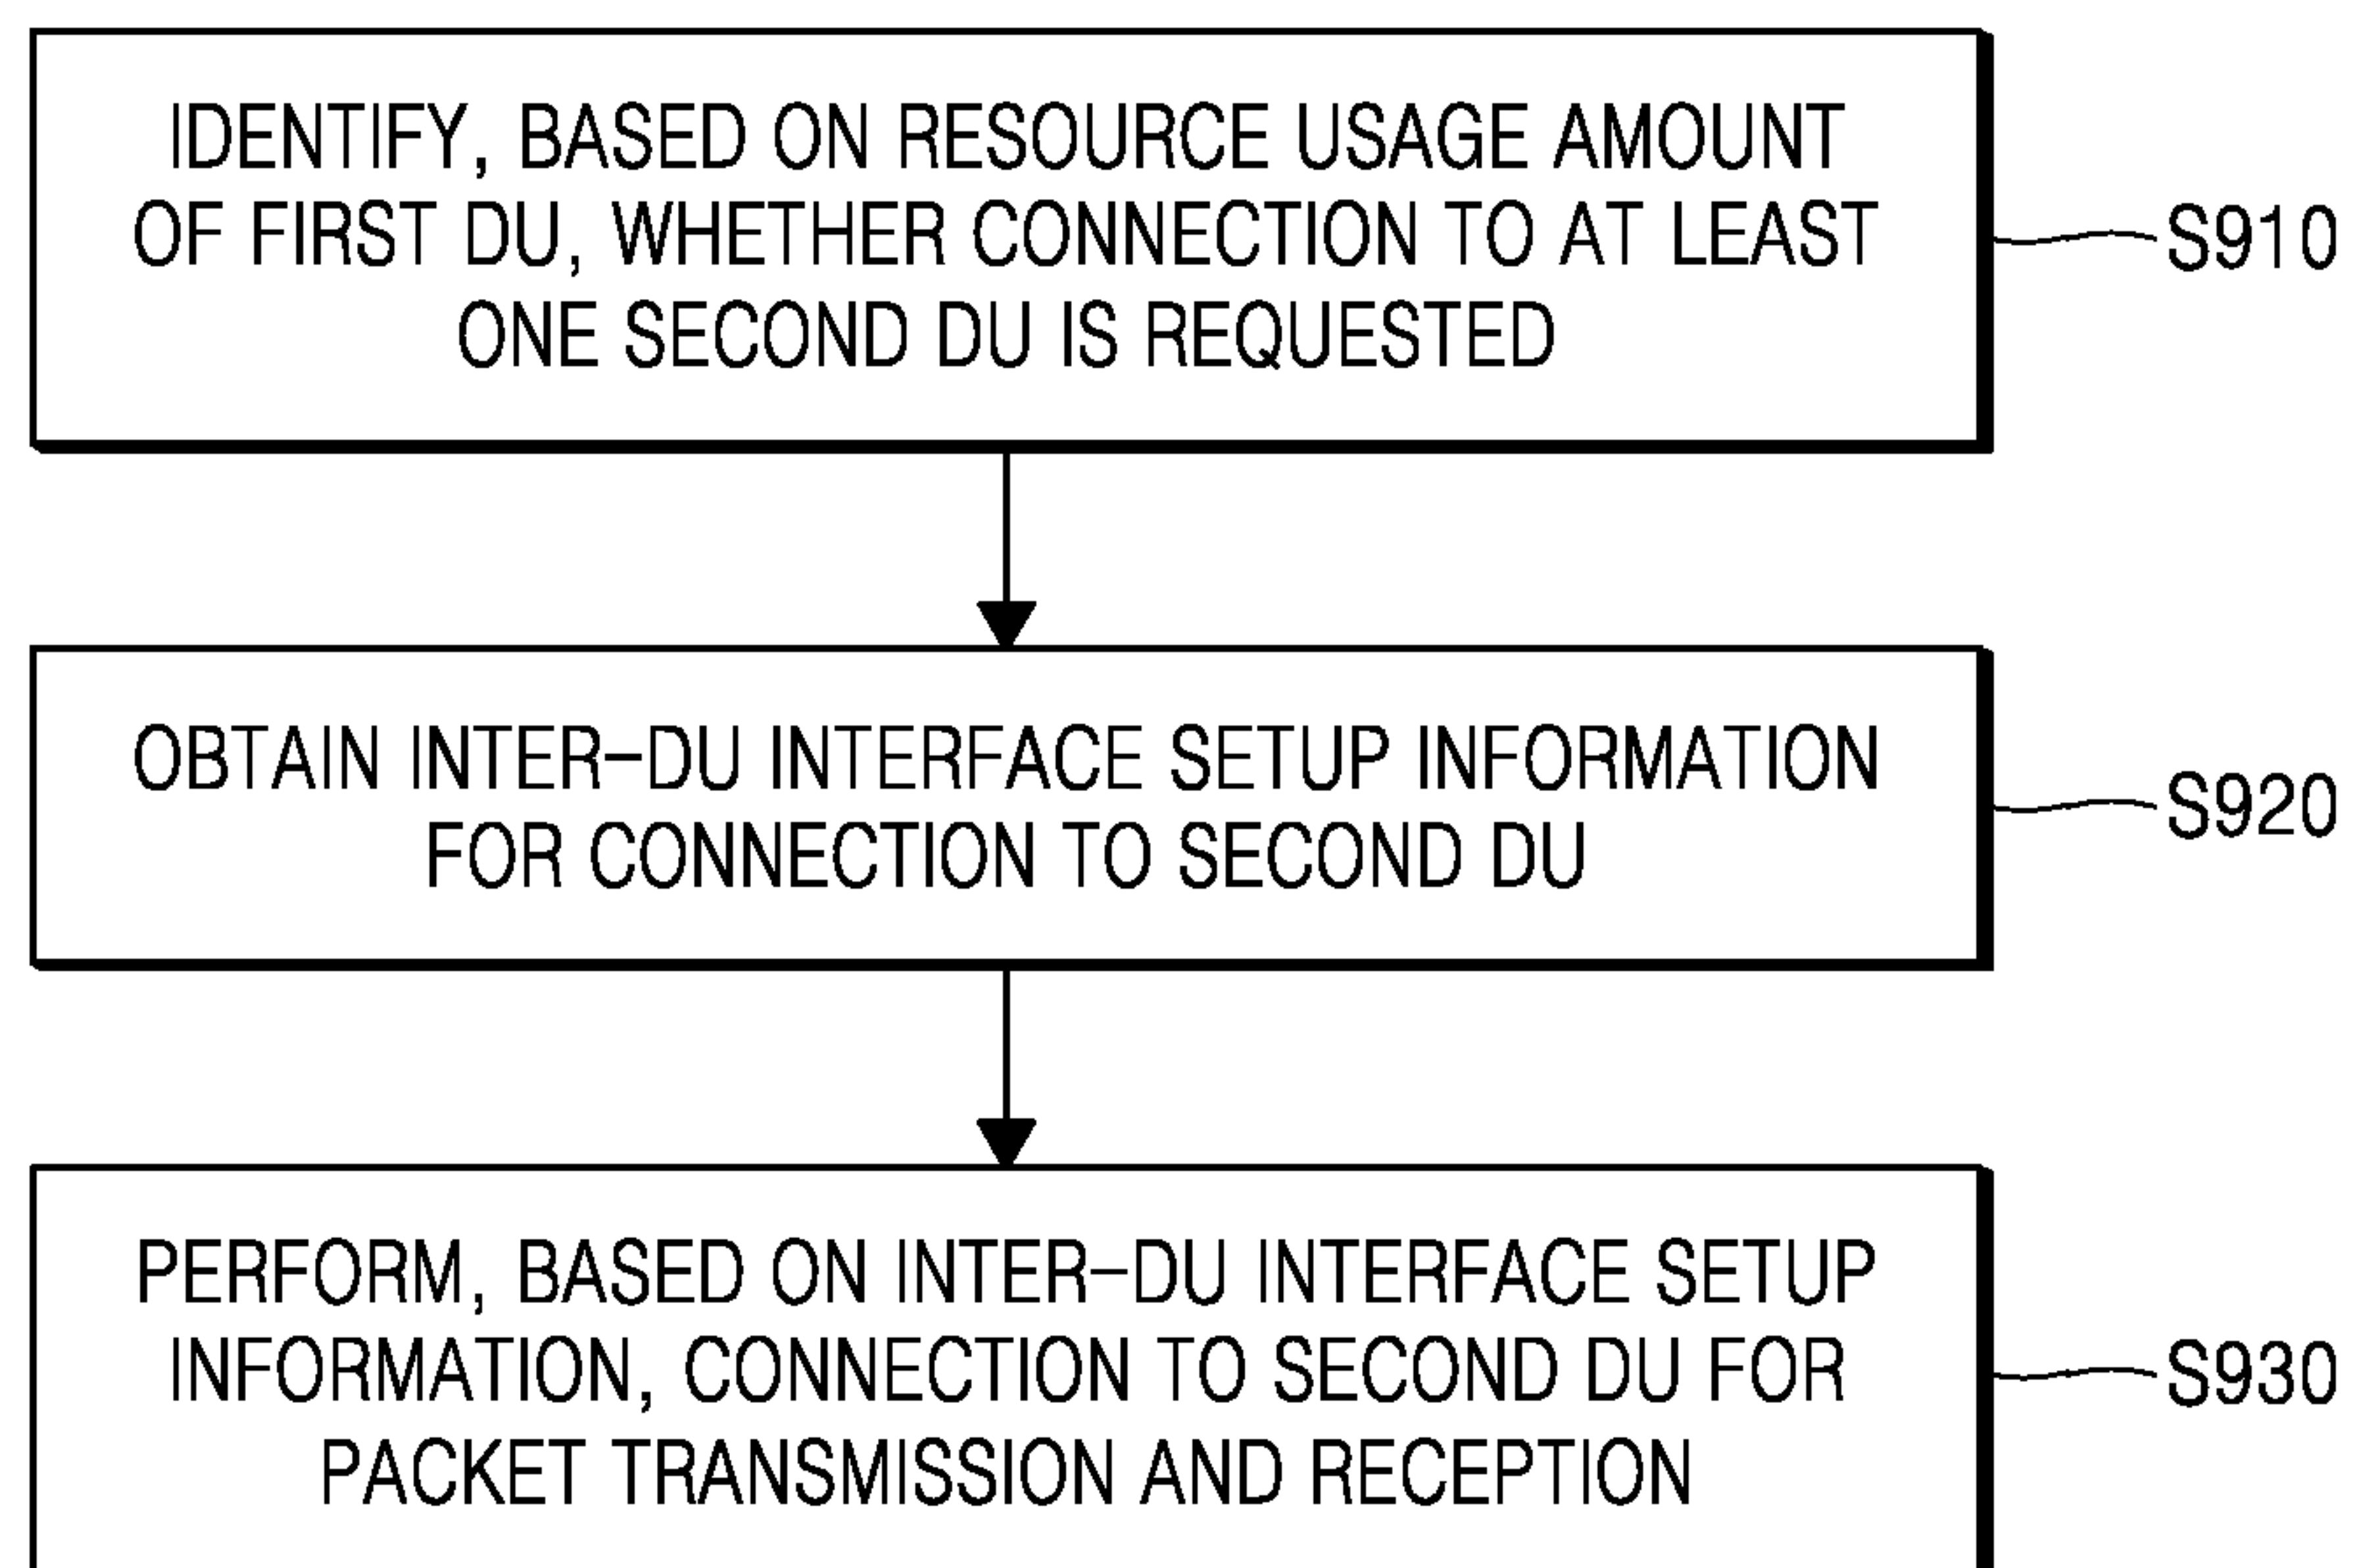 IDENTIFY, BASED ON RESOURCE USAGE AMOUNT
OF FIRST DU, WHETHER CONNECTION TO AT LEAST
ONE SECOND DU IS REQUESTED
S910
OBTAIN INTER-DU INTERFACE SETUP INFORMATION
FOR CONNECTION TO SECOND DU
S920
PERFORM, BASED ON INTER-DU INTERFACE SETUP
INFORMATION, CONNECTION TO SECOND DU FOR
PACKET TRANSMISSION AND RECEPTION
S930